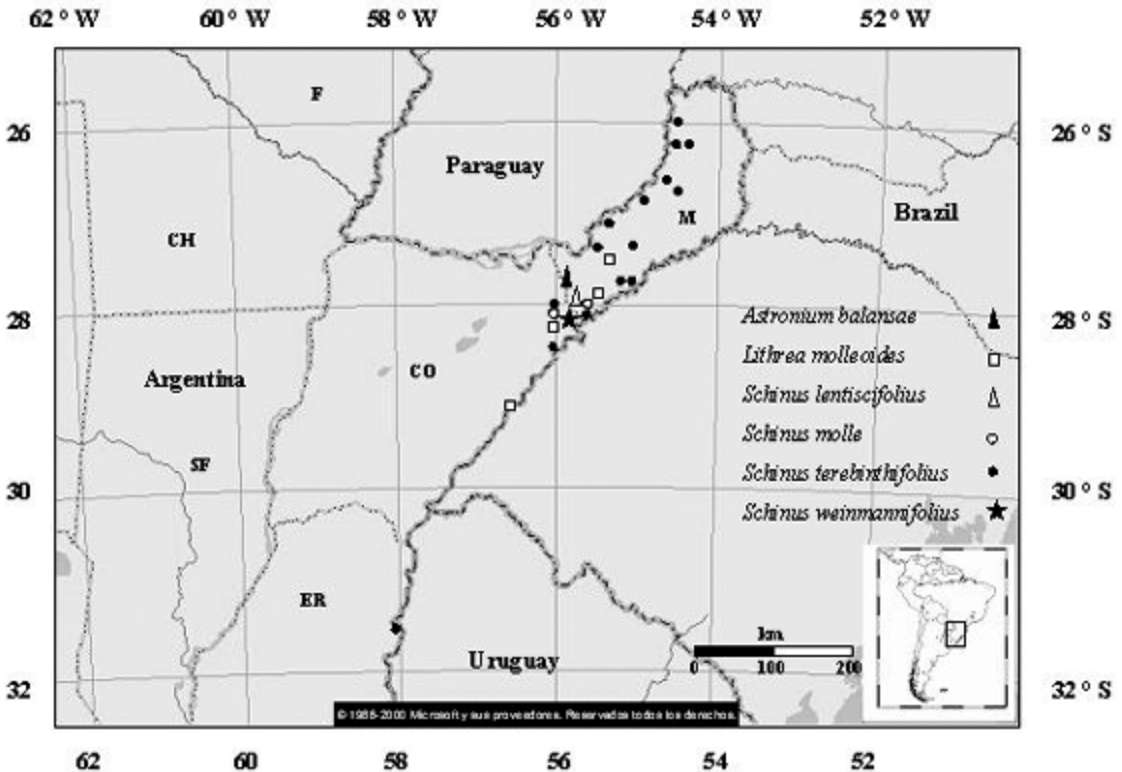 62 ° W 60 ° W 58 ° W 56 ° W 54 ° W 52 ° W
F
26 26 ° S
Paraguay
M
Brazil
CH
28 Astronium balansae 28 ° S
Lithrea molleoides
Argentina CO
Schinus lentiscifolius
Schinus molle
SF Schinus terebinthifolius
30 30 ° S
Schinus weinmannifolius
ER
km
Uruguay
0 100 200
32 32 ° S
© 1988-2000 Microsoft y sus proveedores. Reservados todos los derechos.
62 60 58 56 54 52